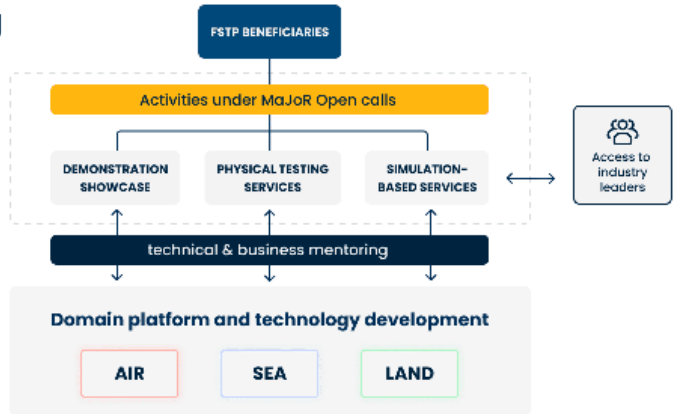 FSTP BENEFICIARIES
Activities under MaJoR Open calls
DEMONSTRATION
SHOWCASE
PHYSICAL TESTING
SERVICES
SIMULATION-
BASED SERVICES
Access to
industry
leaders
technical & business mentoring
Domain platform and technology development
AIR
SEA
LAND